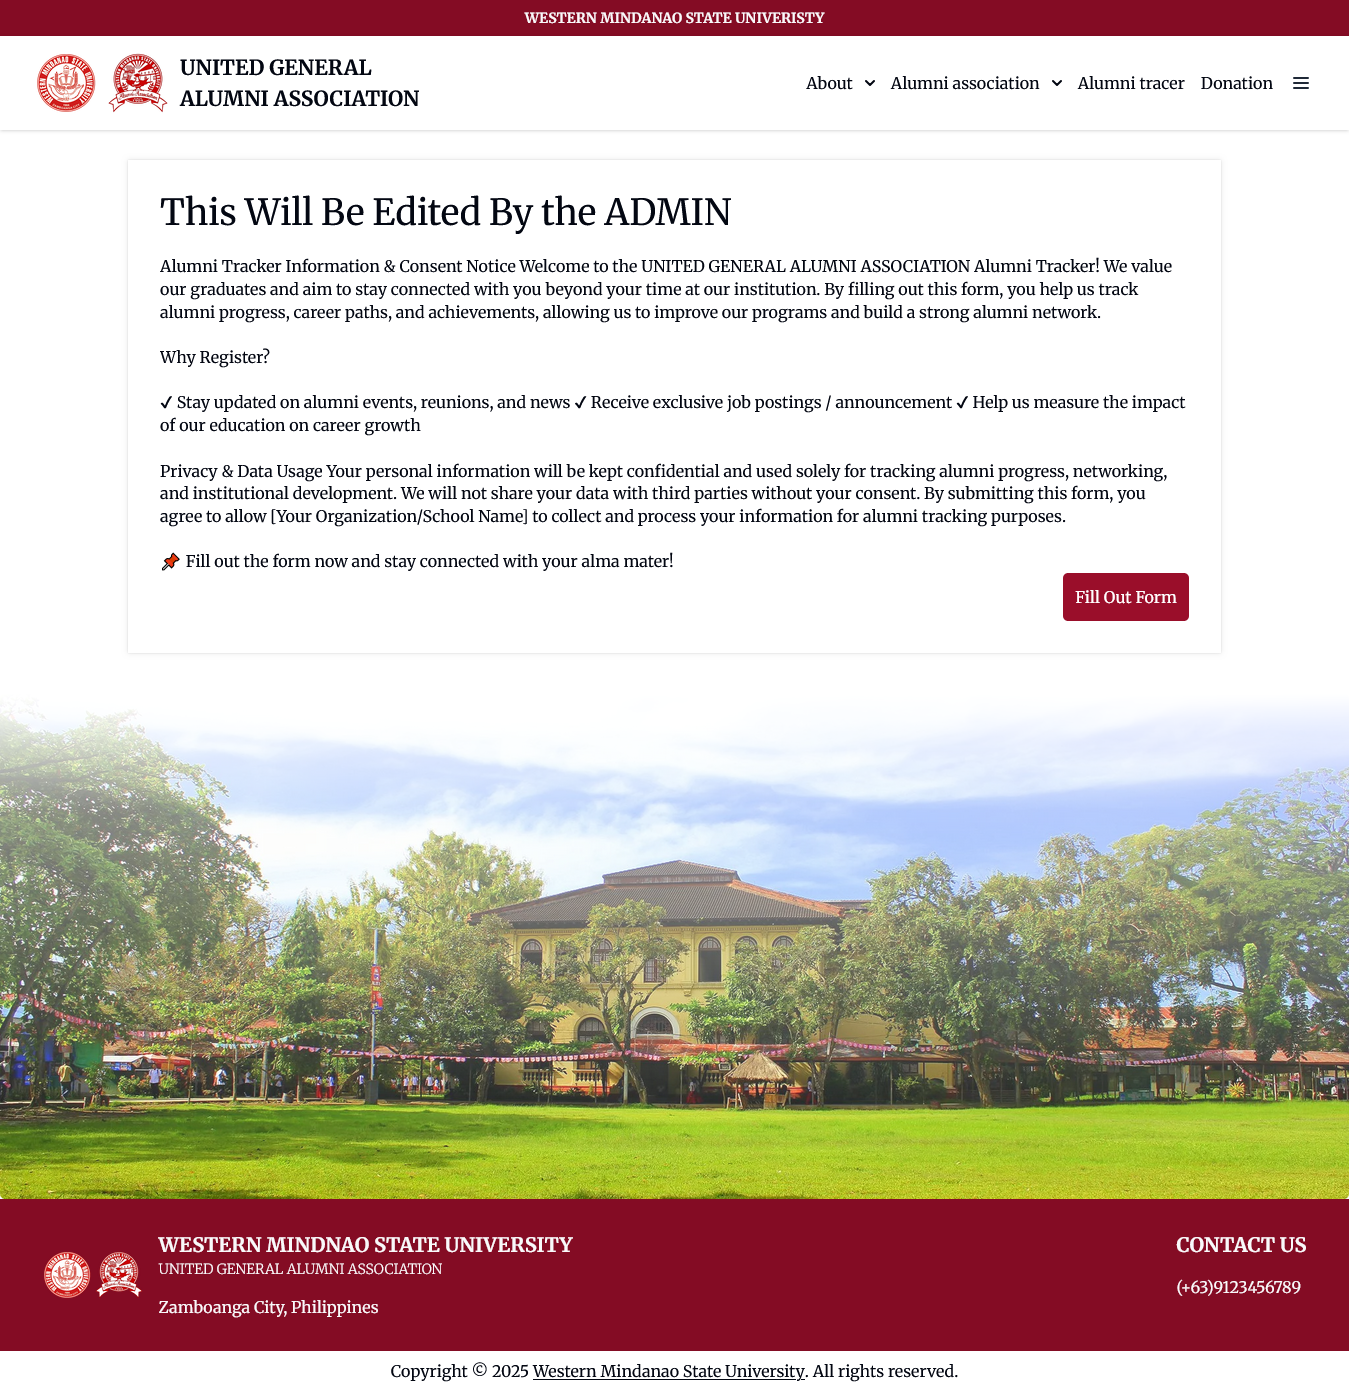 WESTERN MINDANAO STATE UNIVERISTY
UNITED GENERAL
ALUMNI ASSOCIATION
About Alumni association Alumni tracer Donation
This Will Be Edited By the ADMIN
Alumni Tracker Information & Consent Notice Welcome to the UNITED GENERAL ALUMNI ASSOCIATION Alumni Tracker! We value
our graduates and aim to stay connected with you beyond your time at our institution. By filling out this form, you help us track
alumni progress, career paths, and achievements, allowing us to improve our programs and build a strong alumni network.
Why Register?
✓ Stay updated on alumni events, reunions, and news ✓ Receive exclusive job postings / announcement ✓ Help us measure the impact
of our education on career growth
Privacy & Data Usage Your personal information will be kept confidential and used solely for tracking alumni progress, networking,
and institutional development. We will not share your data with third parties without your consent. By submitting this form, you
agree to allow [Your Organization/School Name] to collect and process your information for alumni tracking purposes.
📌 Fill out the form now and stay connected with your alma mater!
Fill Out Form
WESTERN MINDNAO STATE UNIVERSITY
UNITED GENERAL ALUMNI ASSOCIATION
Zamboanga City, Philippines
CONTACT US
(+63)9123456789
Copyright © 2025 Western Mindanao State University. All rights reserved.